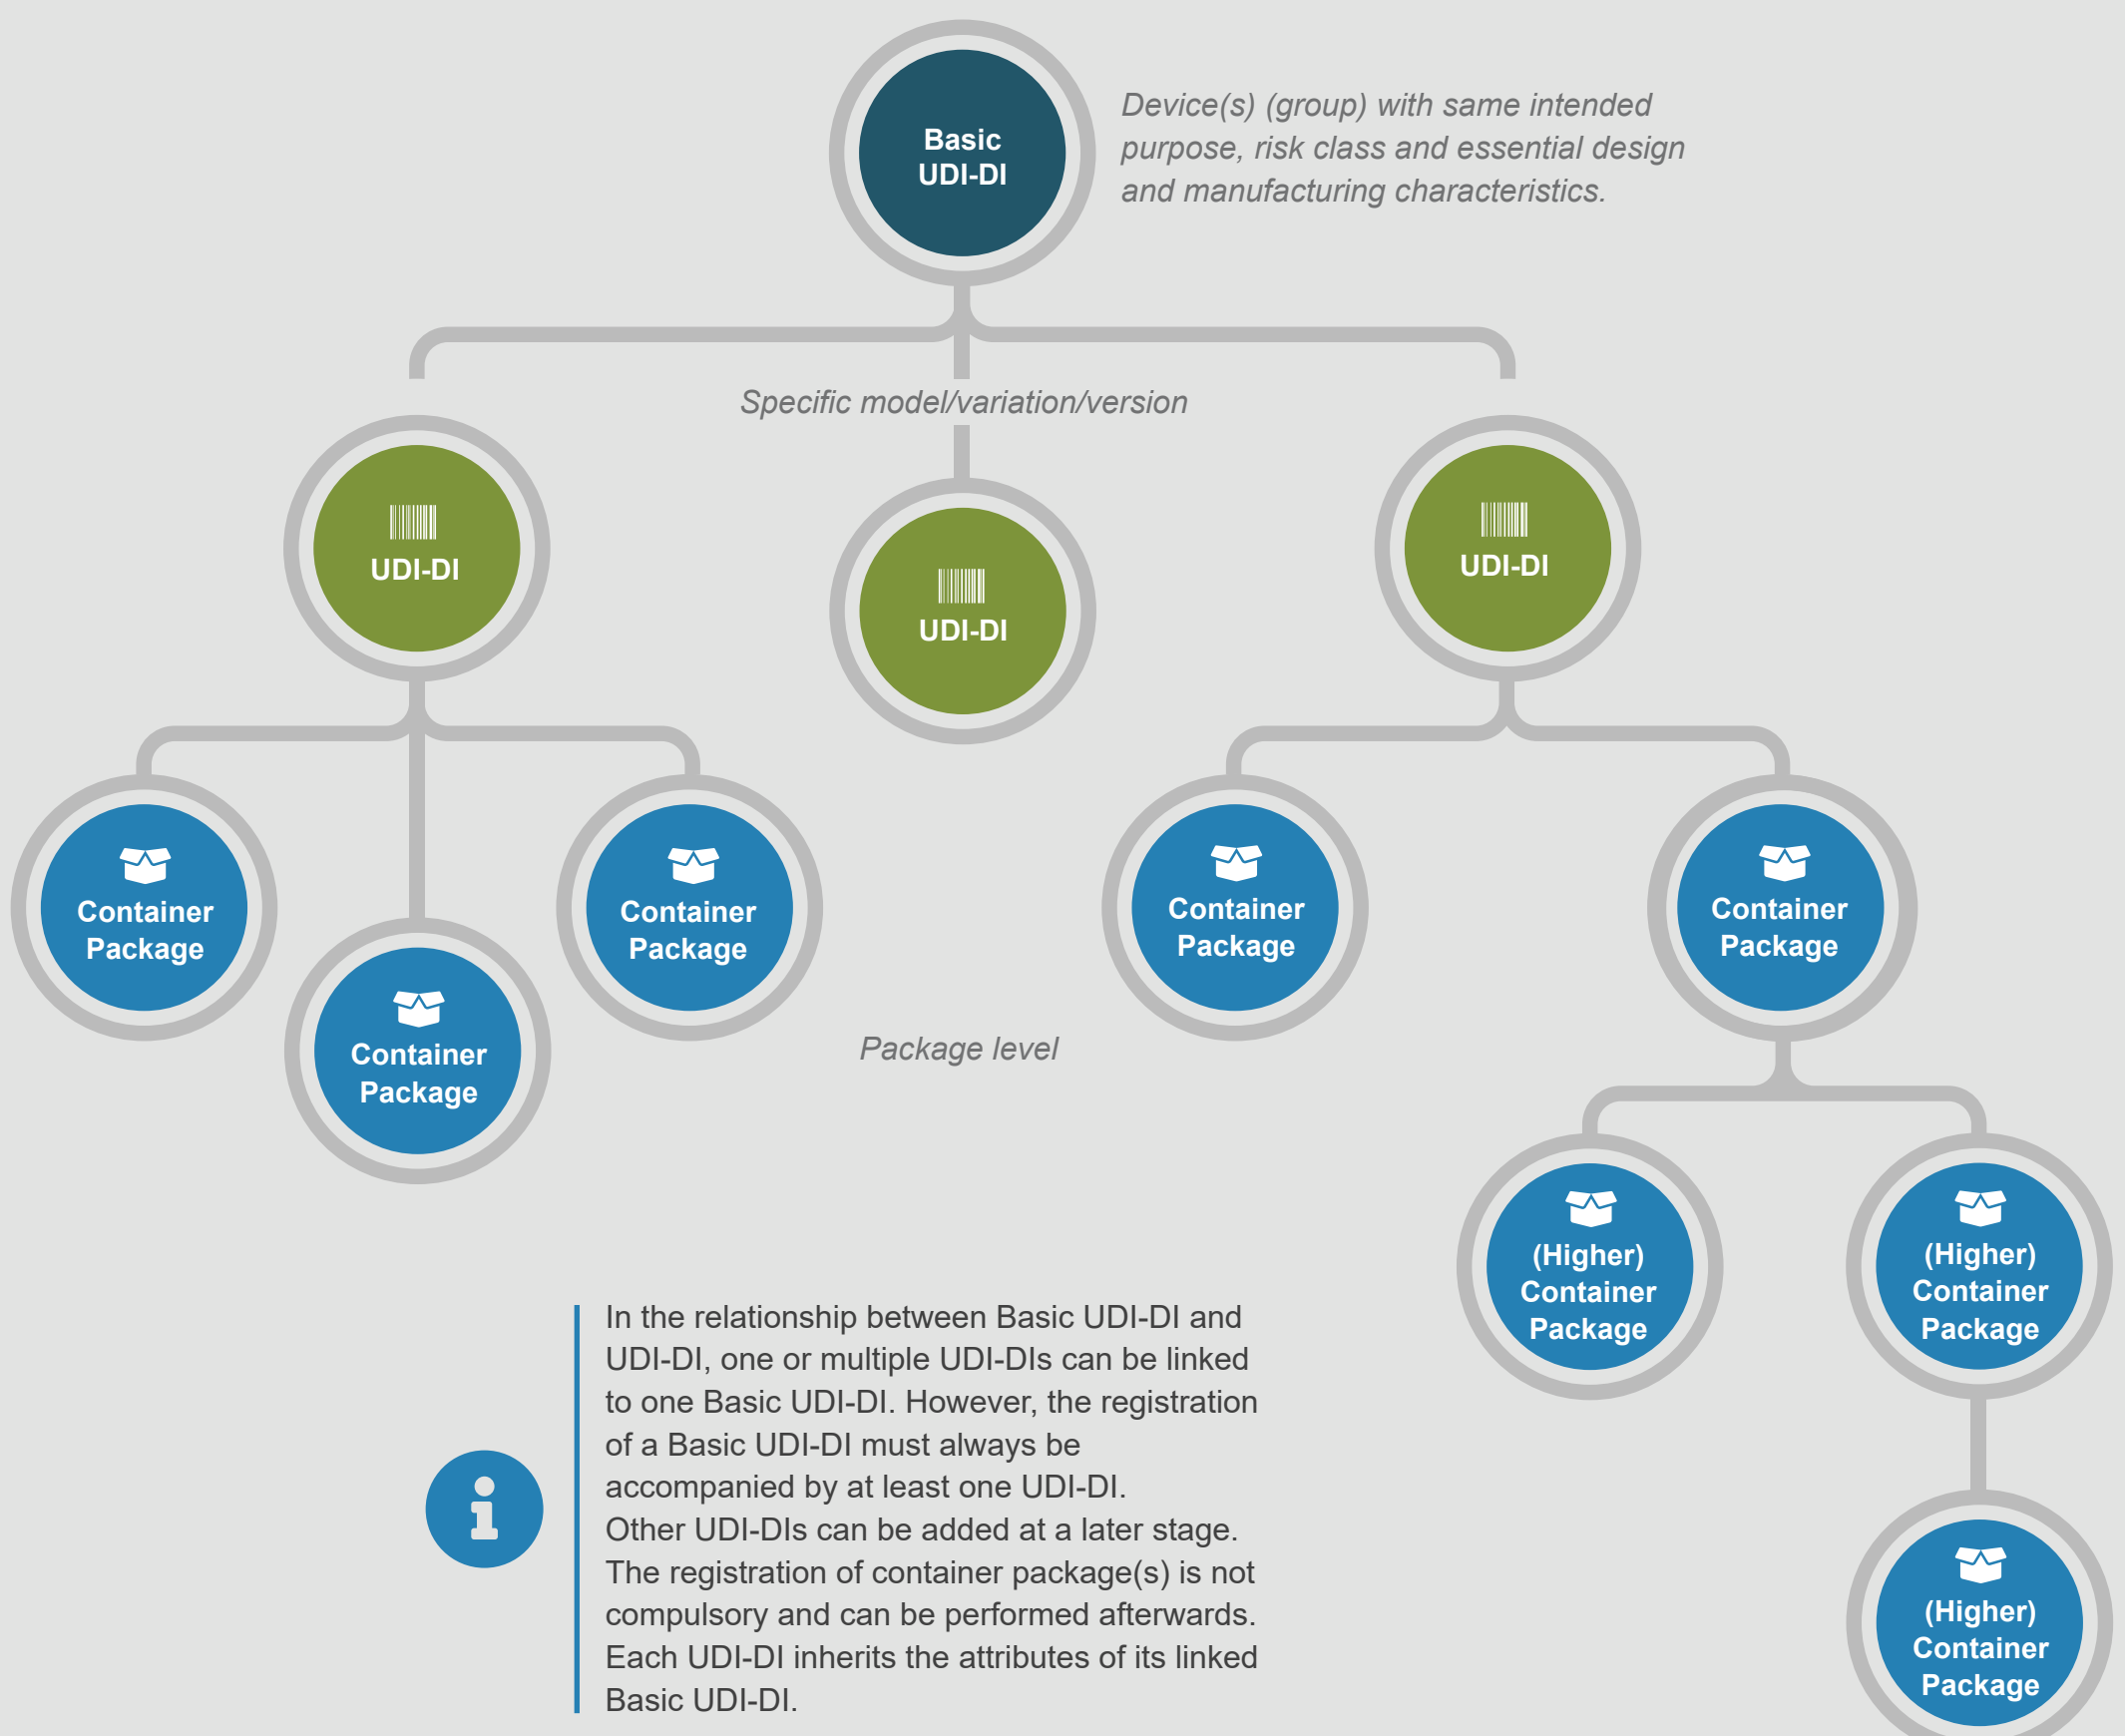 Basic
UDI-DI
Device(s) (group) with same intended
purpose, risk class and essential design
and manufacturing characteristics.
Specific model/variation/version
UDI-DI
UDI-DI
UDI-DI
Container
Package
Container
Package
Container
Package
Container
Package
Container
Package
Package level
(Higher)
Container
Package
(Higher)
Container
Package
(Higher)
Container
Package
In the relationship between Basic UDI-DI and
UDI-DI, one or multiple UDI-DIs can be linked
to one Basic UDI-DI. However, the registration
of a Basic UDI-DI must always be
accompanied by at least one UDI-DI.
Other UDI-DIs can be added at a later stage.
The registration of container package(s) is not
compulsory and can be performed afterwards.
Each UDI-DI inherits the attributes of its linked
Basic UDI-DI.